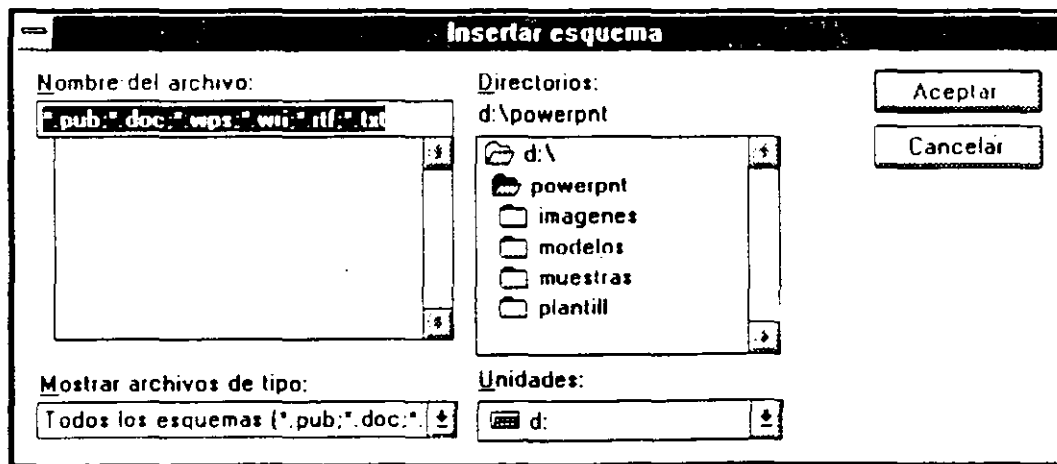 Insertar esquema
Nombre del archivo:
*.pub;*.doc;*.wps;*.wri;*.rtf;*.txt
Directorios:
d:\powerpnt
d:\
powerpnt
imagenes
modelos
muestras
plantill
Aceptar
Cancelar
Mostrar archivos de tipo:
Todos los esquemas (*.pub;*.doc;*.
Unidades:
d: